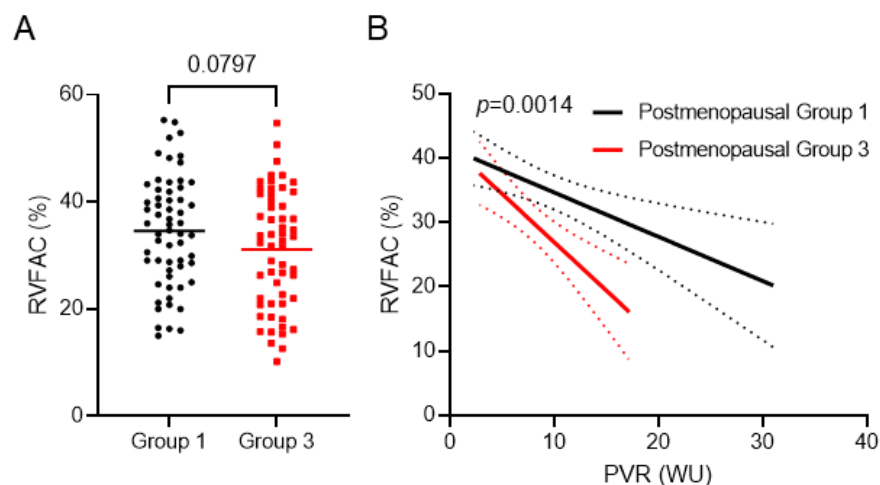 A
0.0797
RVFAC (%)
60
40
20
0
Group 1
Group 3
B
p=0.0014
Postmenopausal Group 1
Postmenopausal Group 3
RVFAC (%)
50
40
30
20
10
0
0
10
20
30
40
PVR (WU)